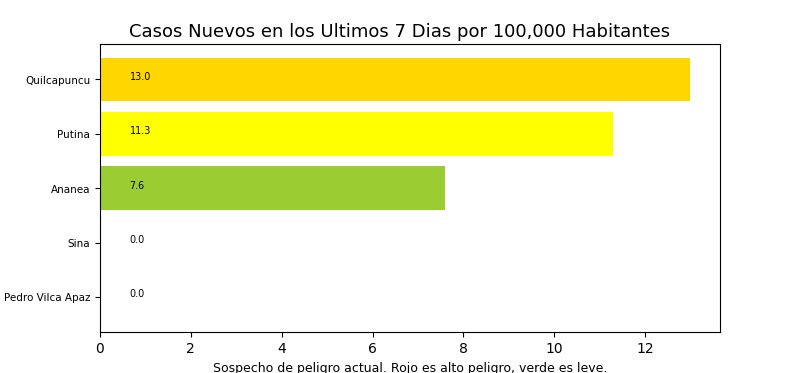 Casos Nuevos en los Ultimos 7 Dias por 100,000 Habitantes
Quilcapuncu 13.0
Putina 11.3
Ananea 7.6
Sina 0.0
Pedro Vilca Apaz 0.0
0 2 4 6 8 10 12
Sospecho de peligro actual. Rojo es alto peligro, verde es leve.